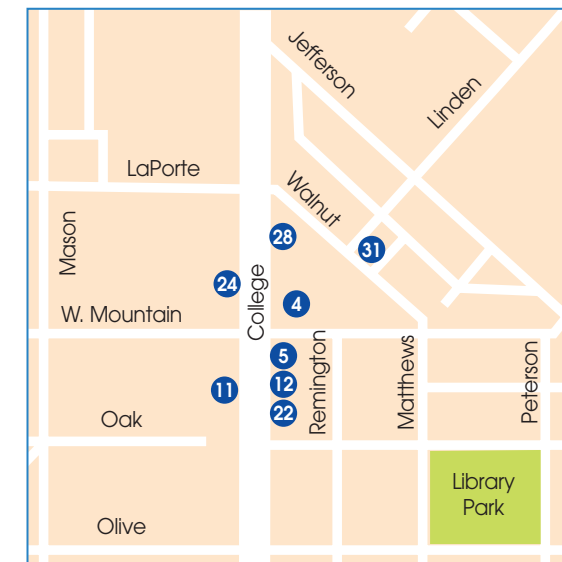 Jefferson
Linden
LaPorte
Walnut
Mason
28
31
24
College
4
W. Mountain
5
Remington
Matthews
Peterson
12
11
22
Oak
Library
Park
Olive